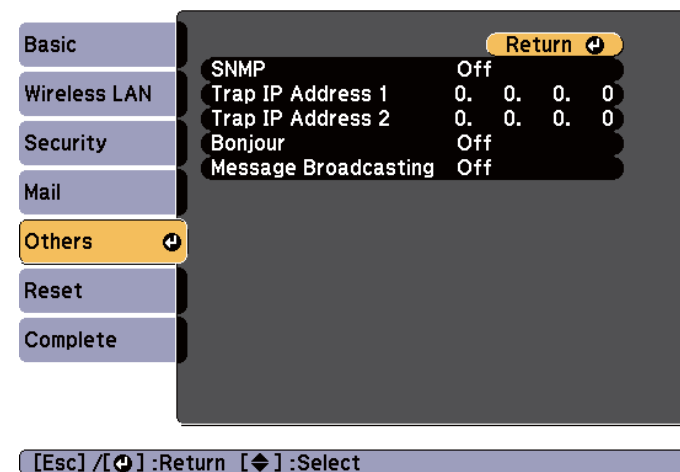 Basic
Wireless LAN
Security
Mail
Others
Reset
Complete
Return
SNMP Off
Trap IP Address 1 0. 0. 0. 0
Trap IP Address 2 0. 0. 0. 0
Bonjour Off
Message Broadcasting Off
[Esc] /[⏎] :Return [◆] :Select